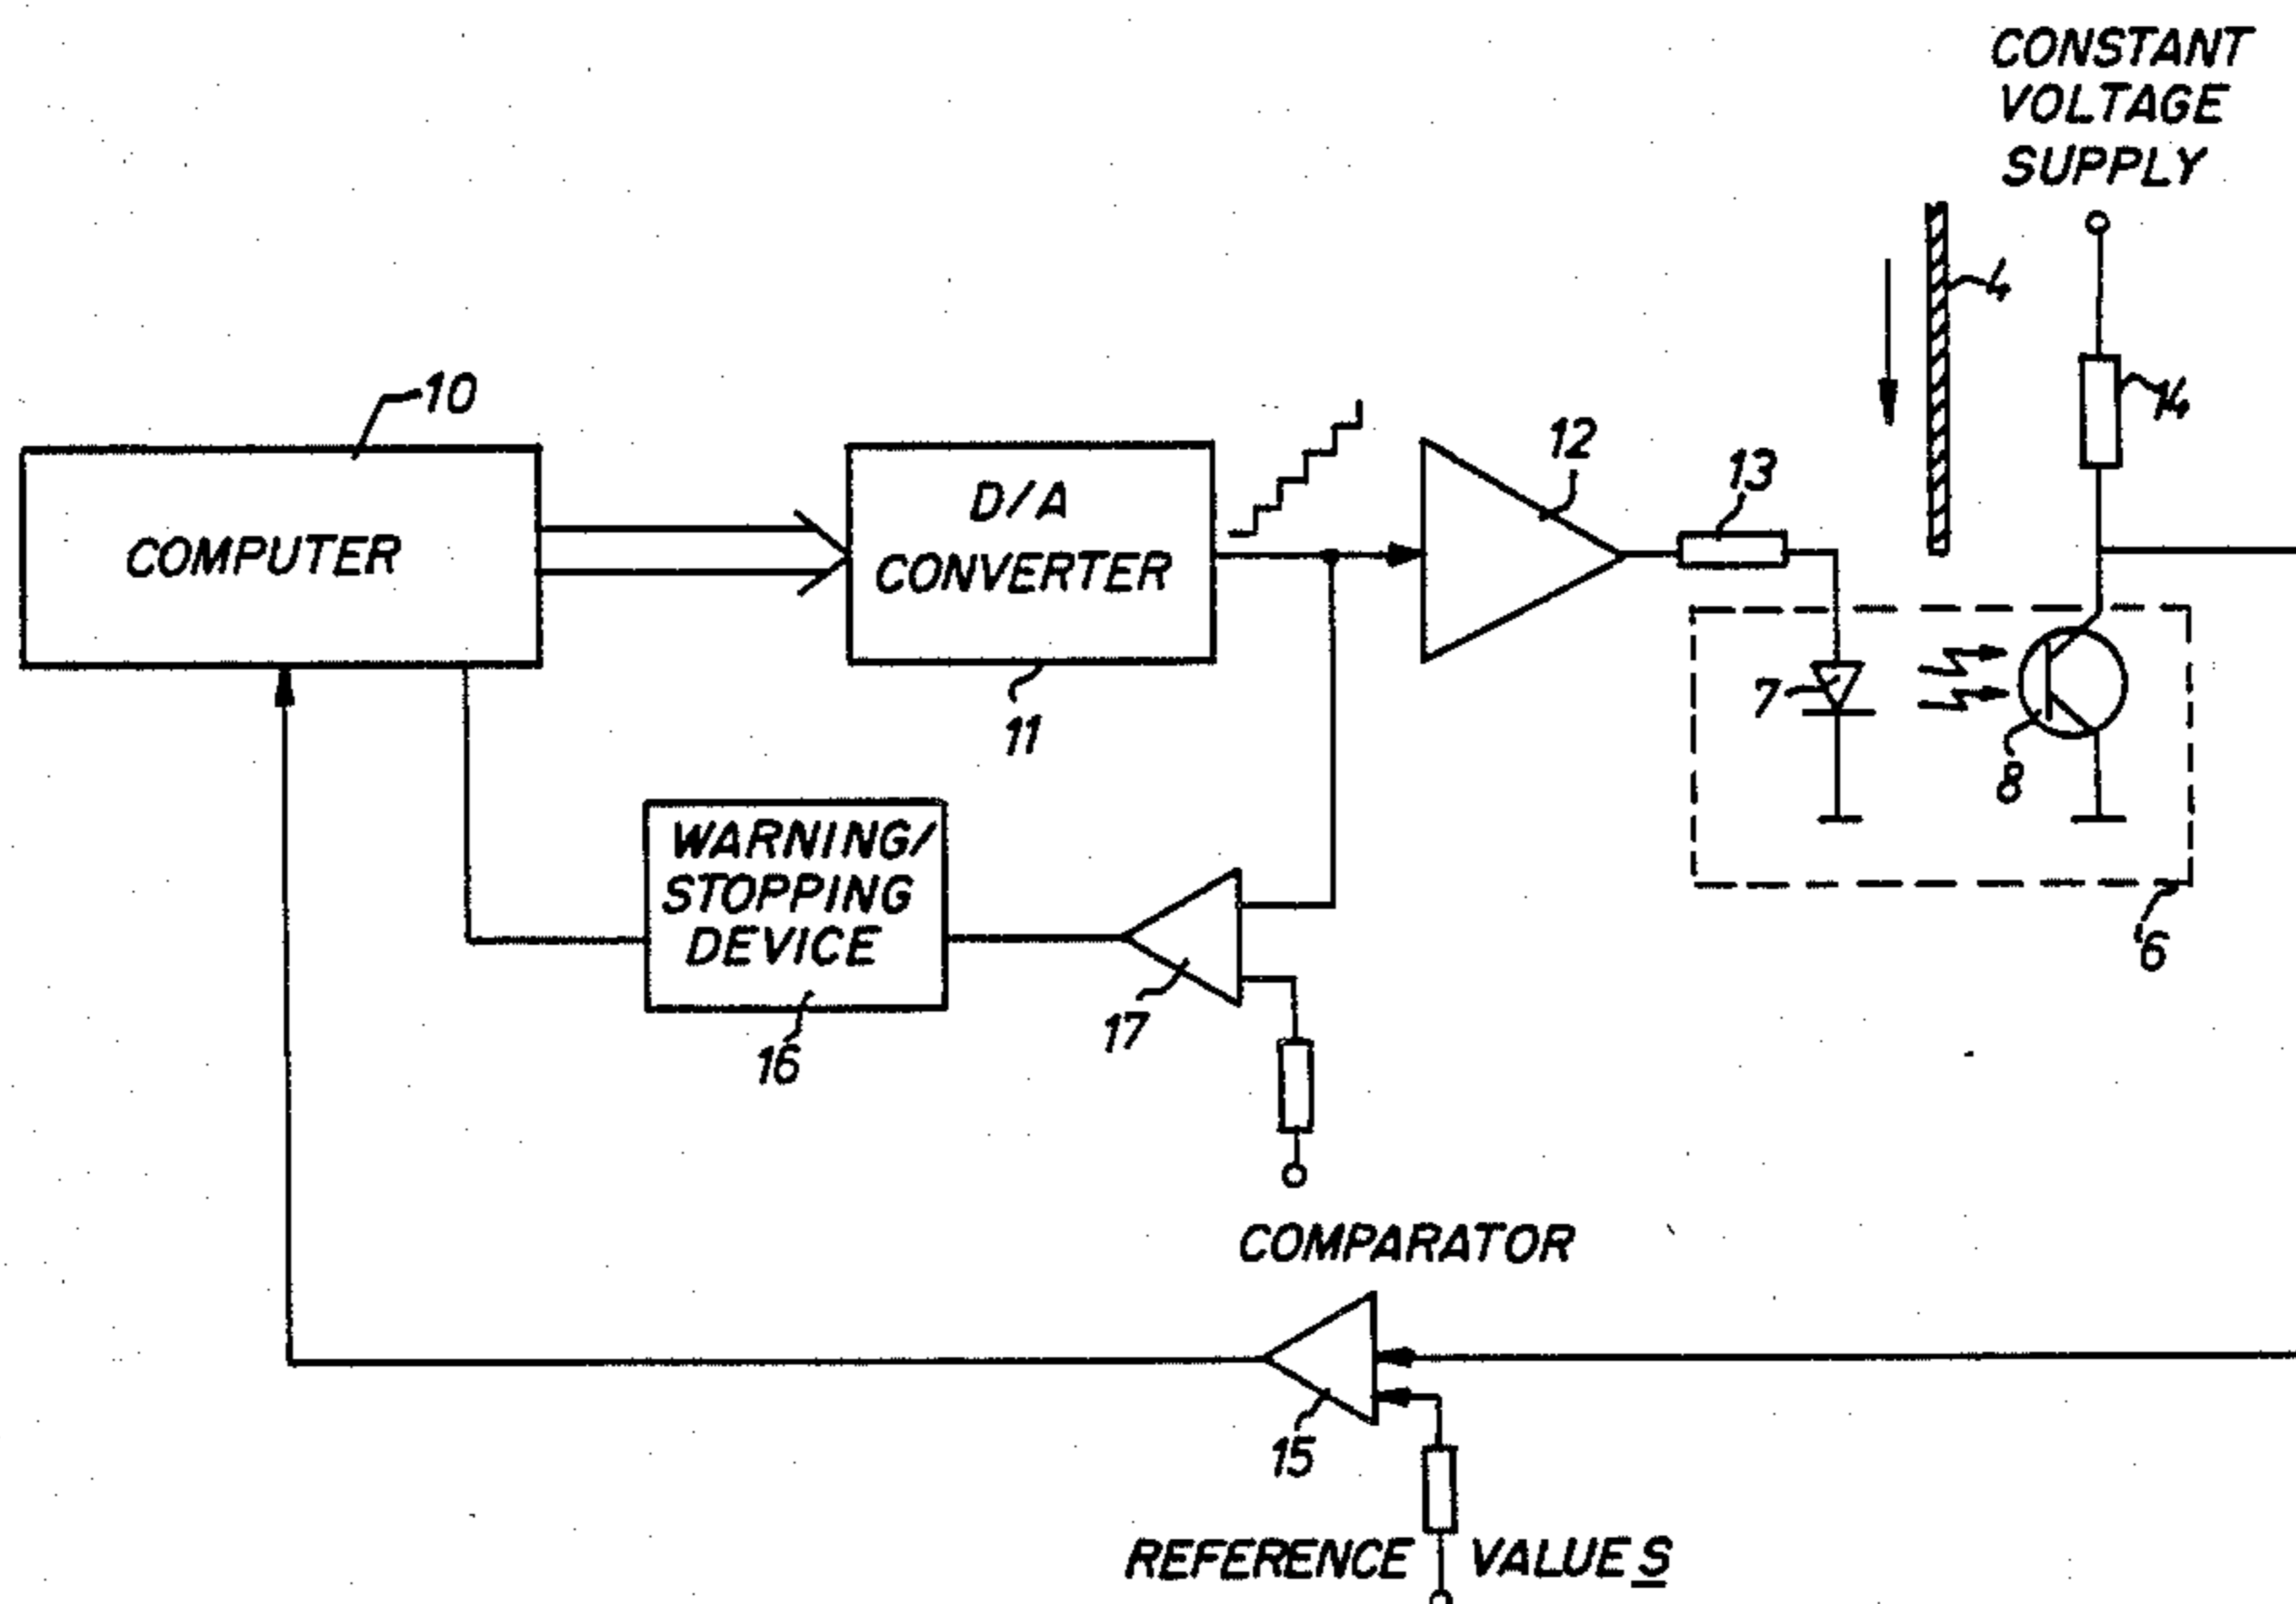 CONSTANT
VOLTAGE
SUPPLY
4
14
10
COMPUTER
D/A
CONVERTER
11
12
13
7
8
6
WARNING/
STOPPING
DEVICE
16
17
COMPARATOR
15
REFERENCE VALUE S